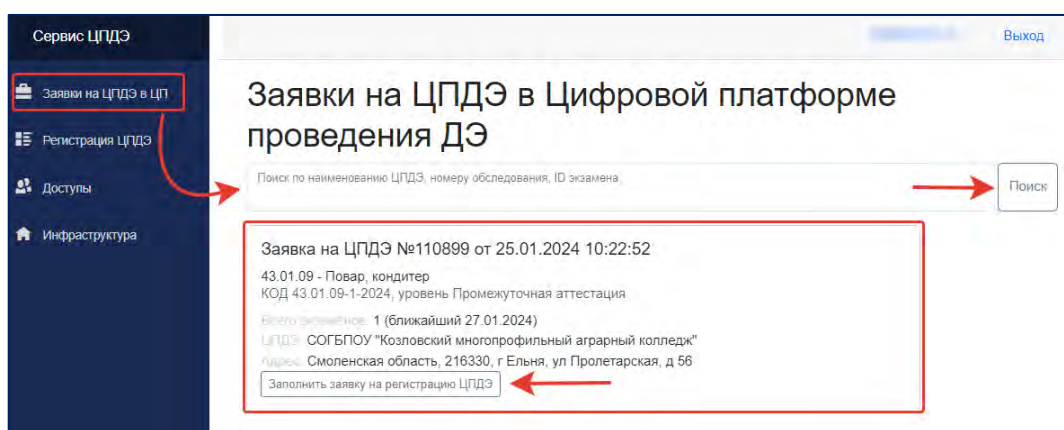 Сервис ЦПДЭ
Выход
Заявки на ЦПДЭ в ЦП
Регистрация ЦПДЭ
Доступы
Инфраструктура
Заявки на ЦПДЭ в Цифровой платформе
проведения ДЭ
Поиск по наименованию ЦПДЭ, номеру обследования, ID экзамена
Поиск
Заявка на ЦПДЭ №110899 от 25.01.2024 10:22:52
43.01.09 - Повар, кондитер
КОД 43.01.09-1-2024, уровень Промежуточная аттестация
Всего экзаменов: 1 (ближайший 27.01.2024)
ЦПДЭ: СОГБПОУ "Козловский многопрофильный аграрный колледж"
Адрес: Смоленская область, 216330, г Ельня, ул Пролетарская, д 56
Заполнить заявку на регистрацию ЦПДЭ